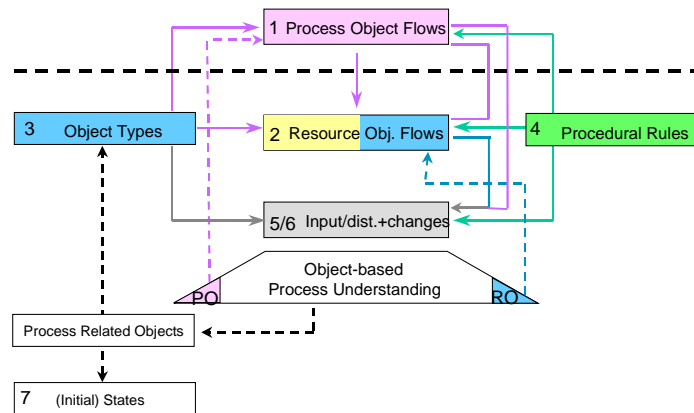 1 Process Object Flows
3 Object Types
2 Resource Obj. Flows
4 Procedural Rules
5/6 Input/dist.+changes
Object-based
Process Understanding
PO
RO
Process Related Objects
7 (Initial) States